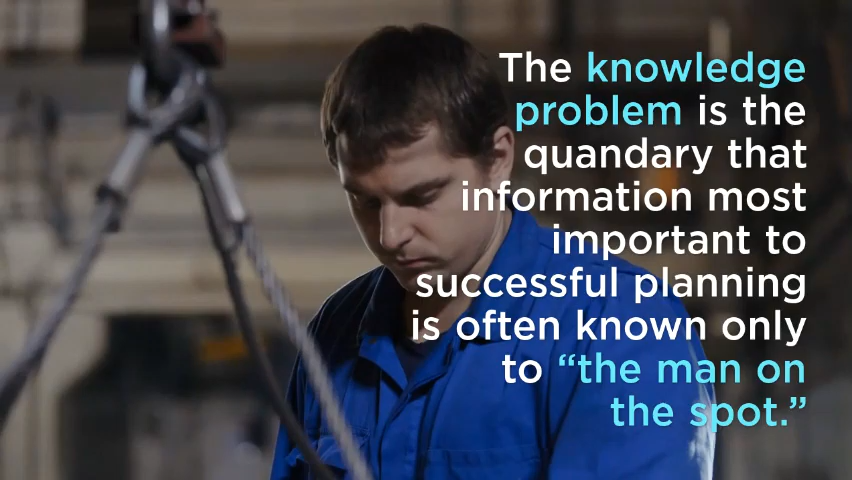 The knowledge
problem is the
quandary that
information most
important to
successful planning
is often known only
to “the man on
the spot.”